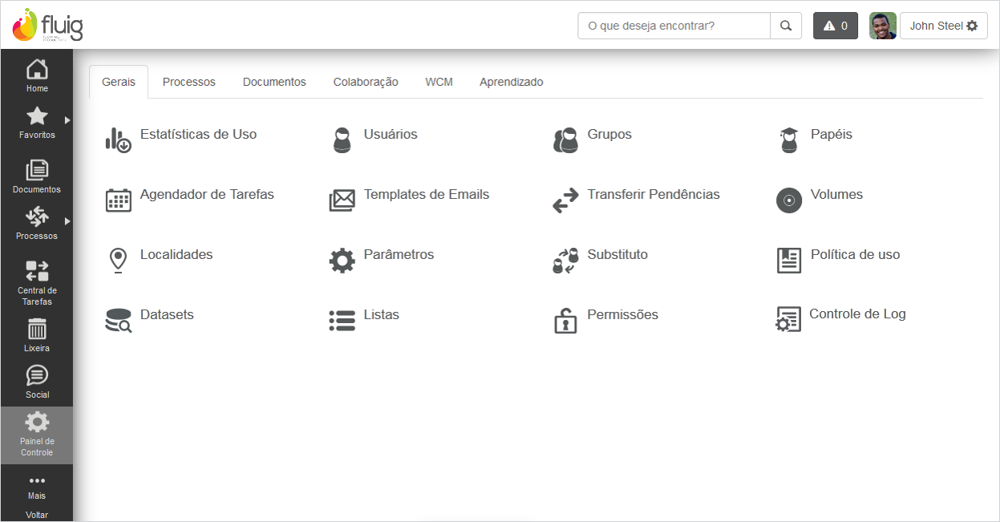 fluig
O que deseja encontrar?
0
John Steel
Home
Favoritos
Documentos
Processos
Central de
Tarefas
Lixeira
Social
Painel de
Controle
Mais
Voltar
Gerais Processos Documentos Colaboração WCM Aprendizado
Estatísticas de Uso Usuários Grupos Papéis
Agendador de Tarefas Templates de Emails Transferir Pendências Volumes
Localidades Parâmetros Substituto Política de uso
Datasets Listas Permissões Controle de Log